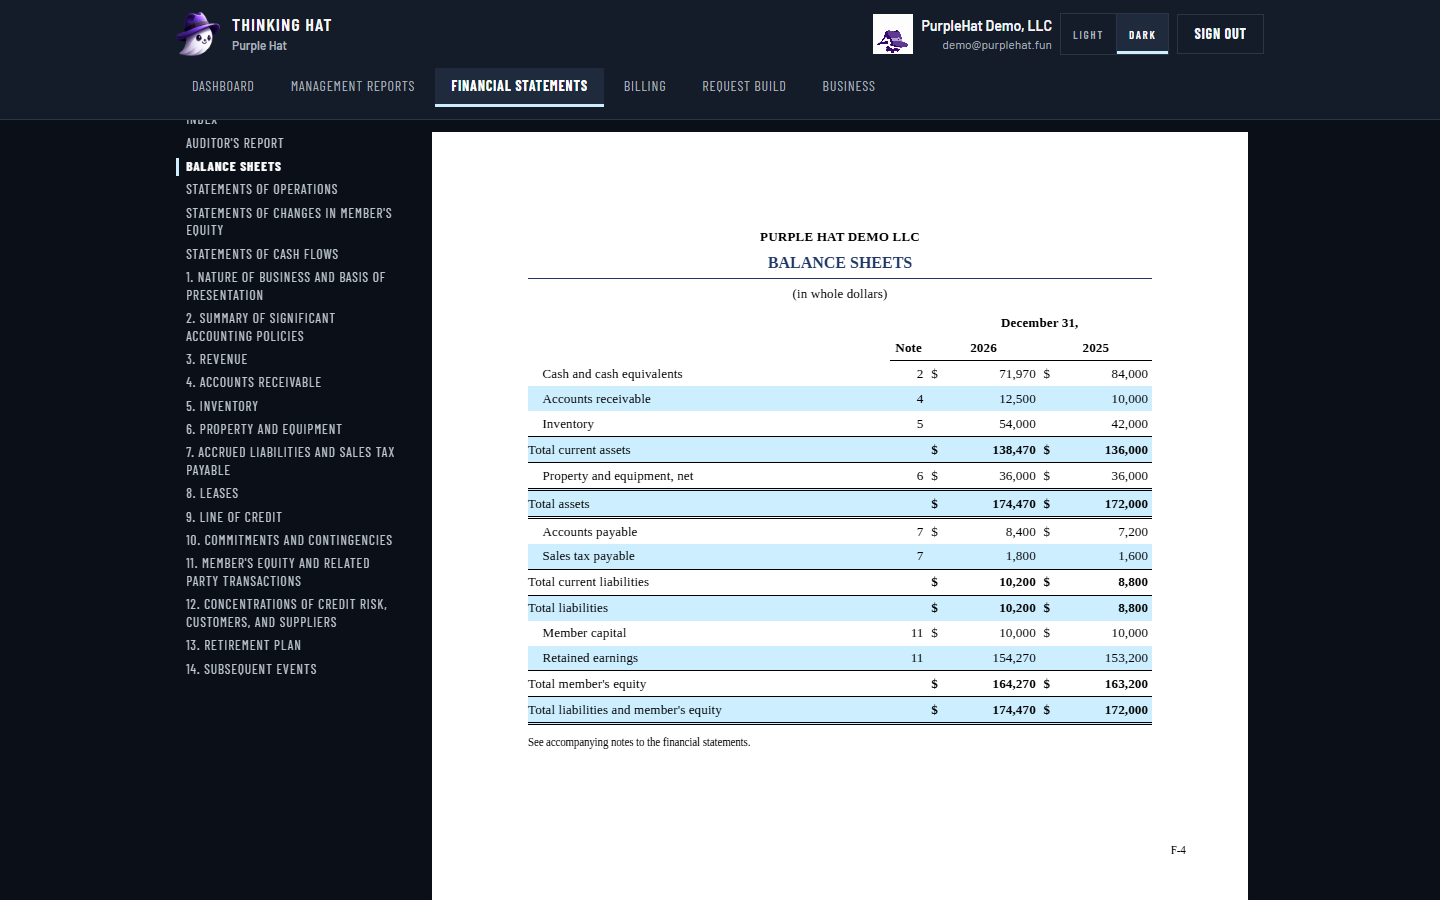 THINKING HAT
Purple Hat
PurpleHat Demo, LLC
demo@purplehat.fun
LIGHT
DARK
SIGN OUT
DASHBOARD
MANAGEMENT REPORTS
FINANCIAL STATEMENTS
BILLING
REQUEST BUILD
BUSINESS
INDEX
AUDITOR'S REPORT
BALANCE SHEETS
STATEMENTS OF OPERATIONS
STATEMENTS OF CHANGES IN MEMBER'S
EQUITY
STATEMENTS OF CASH FLOWS
1. NATURE OF BUSINESS AND BASIS OF
PRESENTATION
2. SUMMARY OF SIGNIFICANT
ACCOUNTING POLICIES
3. REVENUE
4. ACCOUNTS RECEIVABLE
5. INVENTORY
6. PROPERTY AND EQUIPMENT
7. ACCRUED LIABILITIES AND SALES TAX
PAYABLE
8. LEASES
9. LINE OF CREDIT
10. COMMITMENTS AND CONTINGENCIES
11. MEMBER'S EQUITY AND RELATED
PARTY TRANSACTIONS
12. CONCENTRATIONS OF CREDIT RISK,
CUSTOMERS, AND SUPPLIERS
13. RETIREMENT PLAN
14. SUBSEQUENT EVENTS
PURPLE HAT DEMO LLC
BALANCE SHEETS
(in whole dollars)
December 31,
Note 2026 2025
Cash and cash equivalents 2 $ 71,970 $ 84,000
Accounts receivable 4 12,500 10,000
Inventory 5 54,000 42,000
Total current assets $ 138,470 $ 136,000
Property and equipment, net 6 $ 36,000 $ 36,000
Total assets $ 174,470 $ 172,000
Accounts payable 7 $ 8,400 $ 7,200
Sales tax payable 7 1,800 1,600
Total current liabilities $ 10,200 $ 8,800
Total liabilities $ 10,200 $ 8,800
Member capital 11 $ 10,000 $ 10,000
Retained earnings 11 154,270 153,200
Total member's equity $ 164,270 $ 163,200
Total liabilities and member's equity $ 174,470 $ 172,000
See accompanying notes to the financial statements.
F-4